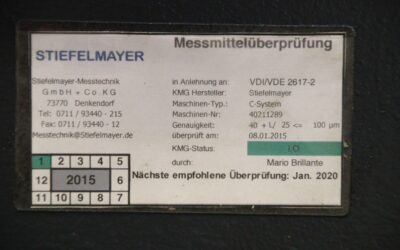 Messmittelüberprüfung
STIEFELMAYER
Stiefelmayer-Messtechnik
GmbH + Co KG
73770 Denkendorf
Tel: 0711 / 93440 - 215
Fax: 0711 / 93440 - 12
Messtechnik@Stiefelmayer.de
in Anlehnung an: VDI/VDE 2617-2
KMG Hersteller: Stiefelmayer
Maschinen-Typ.: C-System
Maschinen-Nr: 40211289
Genauigkeit: 40 + L/ 25 <= 100 µm
überprüft am: 08.01.2015
KMG-Status: i.O.
durch: Mario Brillante
1 2 3 4 5
12 2015 6
11 10 9 8 7
Nächste empfohlene Überprüfung: Jan. 2020